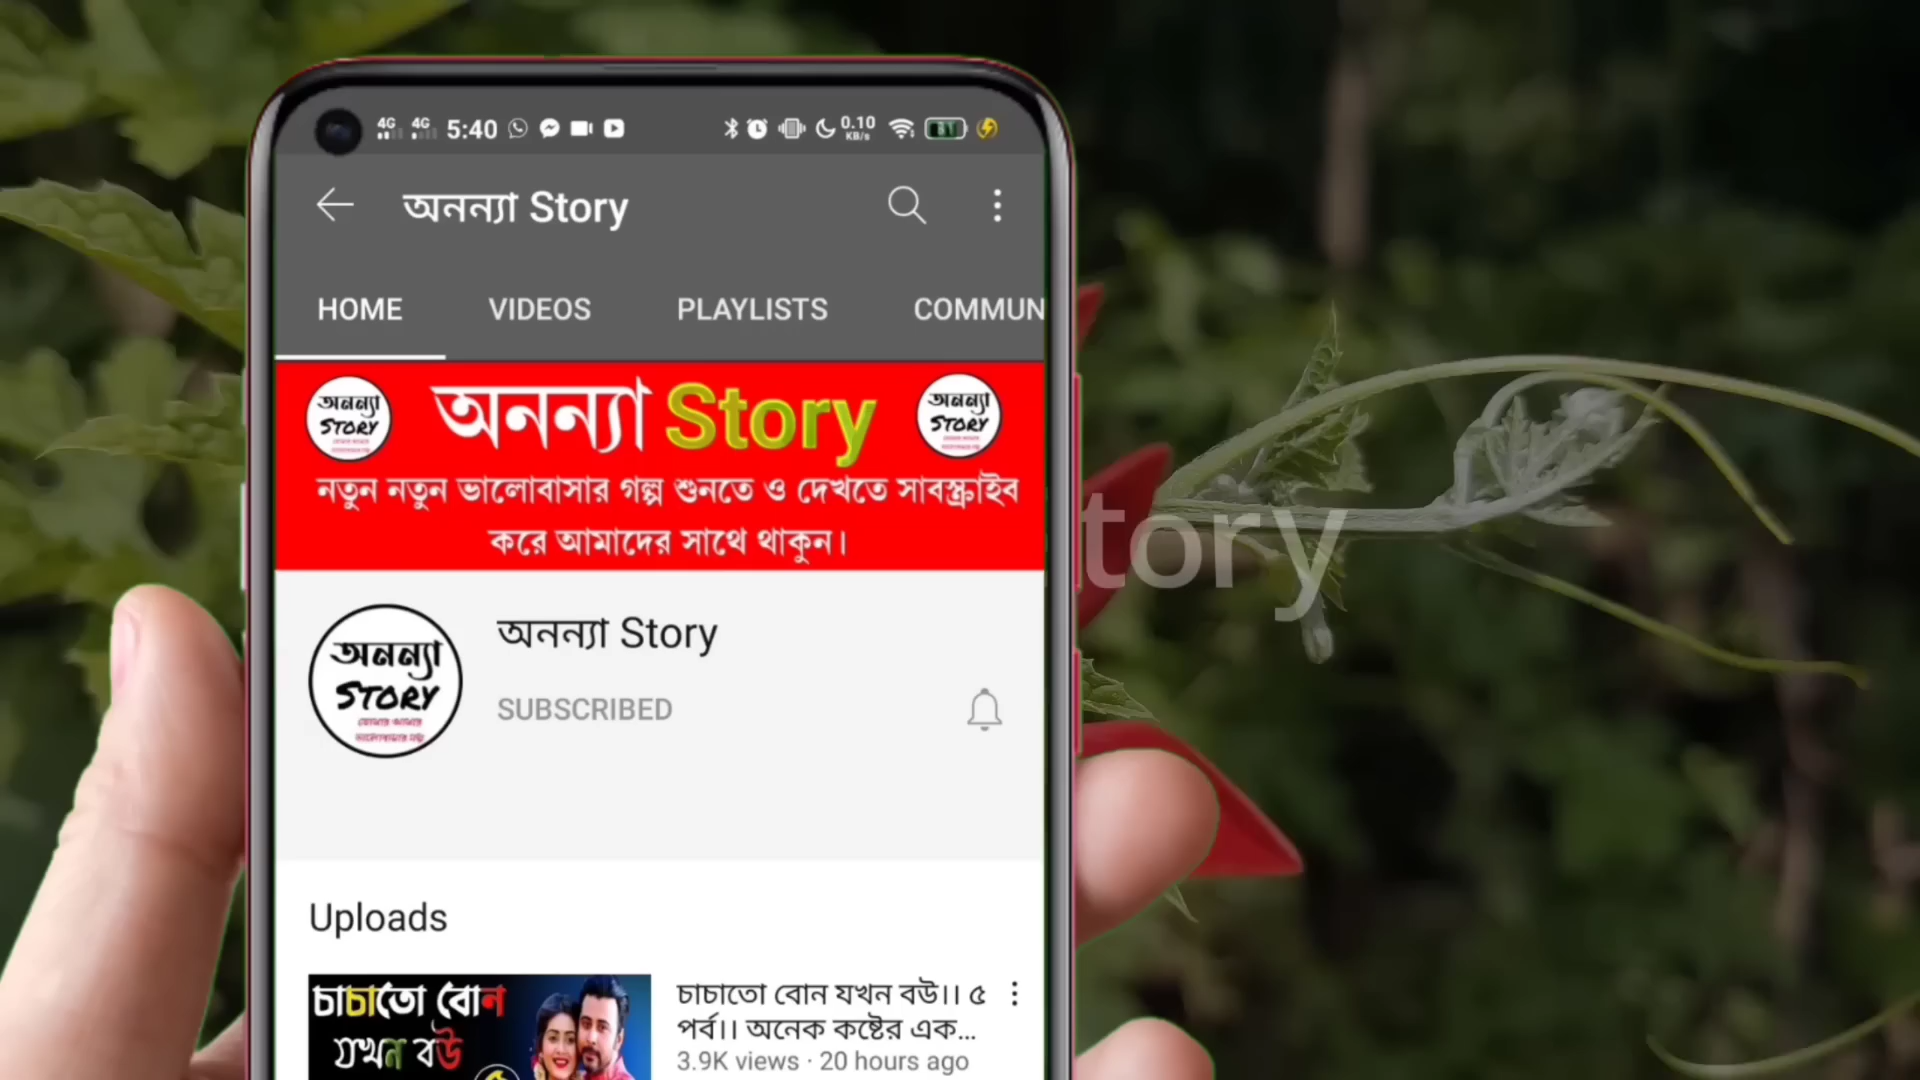 4G 4G 5:40 0.10 KB/s
অনন্যা Story
HOME VIDEOS PLAYLISTS COMMUN
অনন্যা STORY
অনন্যা Story
অনন্যা STORY
নতুন নতুন ভালোবাসার গল্প শুনতে ও দেখতে সাবস্ক্রাইব
করে আমাদের সাথে থাকুন।
tory
অনন্যা
STORY
অনন্যা Story
SUBSCRIBED
Uploads
চাচাতো বোন
যখন বউ
চাচাতো বোন যখন বউ।। ৫
পর্ব।। অনেক কষ্টের এক...
3.9K views · 20 hours ago